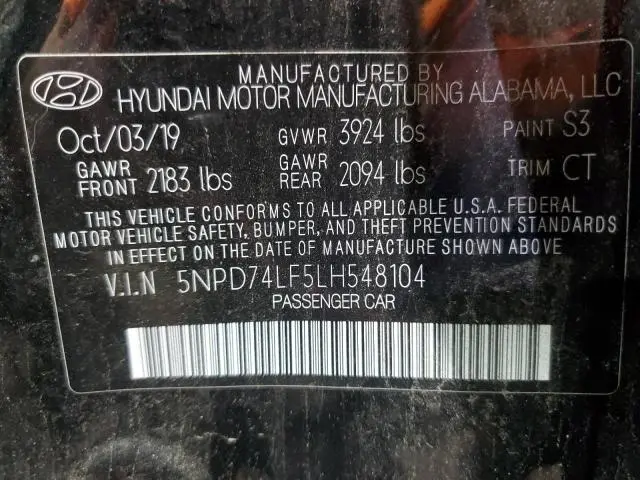 MANUFACTURED BY
HYUNDAI MOTOR MANUFACTURING ALABAMA, LLC
Oct/03/19 GVWR 3924 lbs PAINT S3
GAWR FRONT 2183 lbs GAWR REAR 2094 lbs TRIM CT
THIS VEHICLE CONFORMS TO ALL APPLICABLE U.S.A. FEDERAL
MOTOR VEHICLE SAFETY, BUMPER, AND THEFT PREVENTION STANDARDS
IN EFFECT ON THE DATE OF MANUFACTURE SHOWN ABOVE.
V.I.N 5NPD74LF5LH548104
PASSENGER CAR